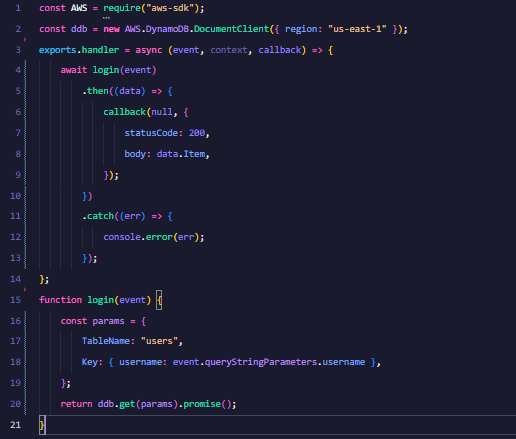 1 const AWS = require("aws-sdk");
2 const ddb = new AWS.DynamoDB.DocumentClient({ region: "us-east-1" });
3 exports.handler = async (event, context, callback) => {
4     await login(event)
5         .then((data) => {
6             callback(null, {
7                 statusCode: 200,
8                 body: data.Item,
9             });
10         })
11         .catch((err) => {
12             console.error(err);
13         });
14 };
15 function login(event) {
16     const params = {
17         TableName: "users",
18         Key: { username: event.queryStringParameters.username },
19     };
20     return ddb.get(params).promise();
21 }